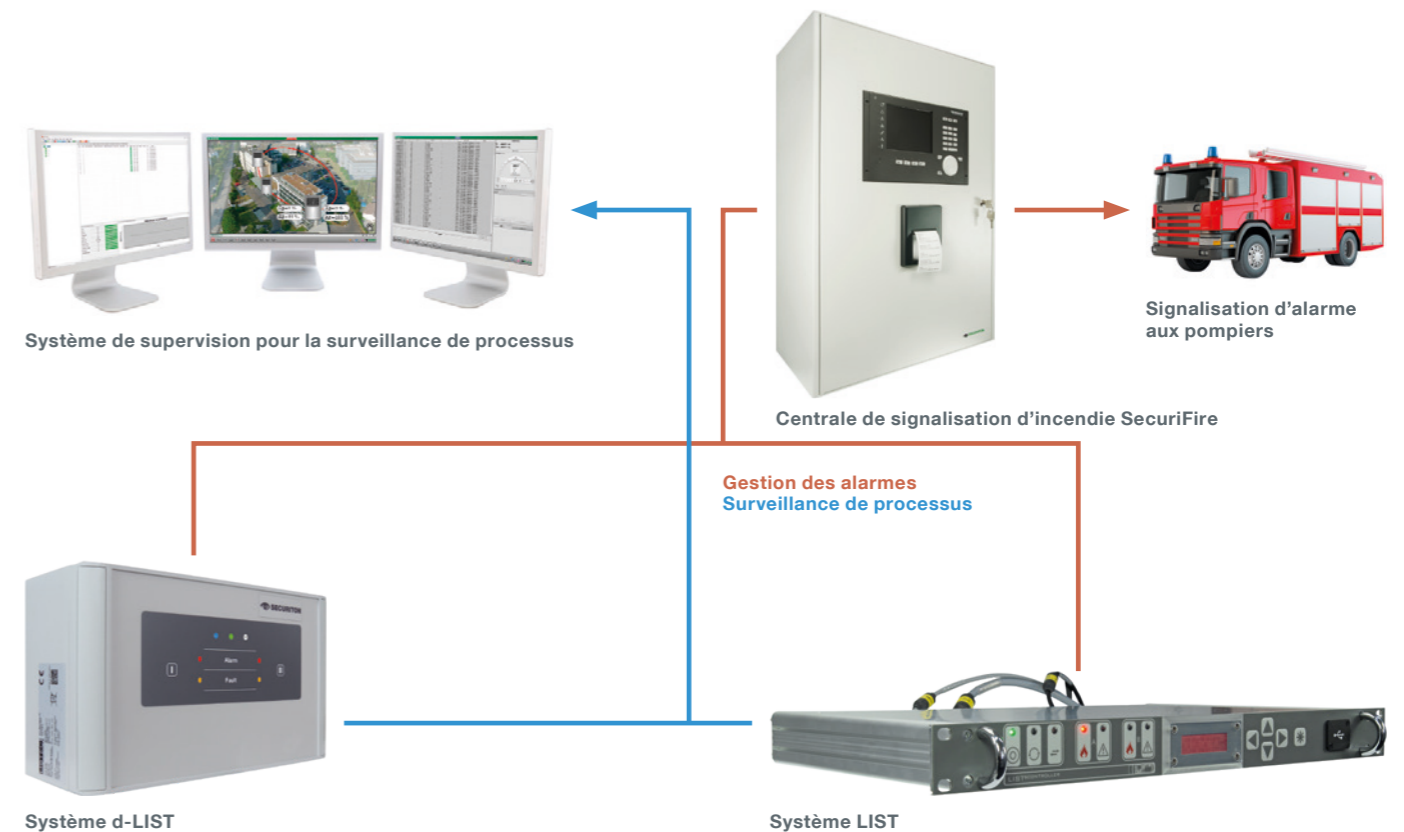 Système de supervision pour la surveillance de processus
Signalisation d'alarme
aux pompiers
Centrale de signalisation d'incendie SecuriFire
Gestion des alarmes
Surveillance de processus
SECURITON
Alarm
Fault
LISTCONTROLLER
Système d-LIST
Système LIST